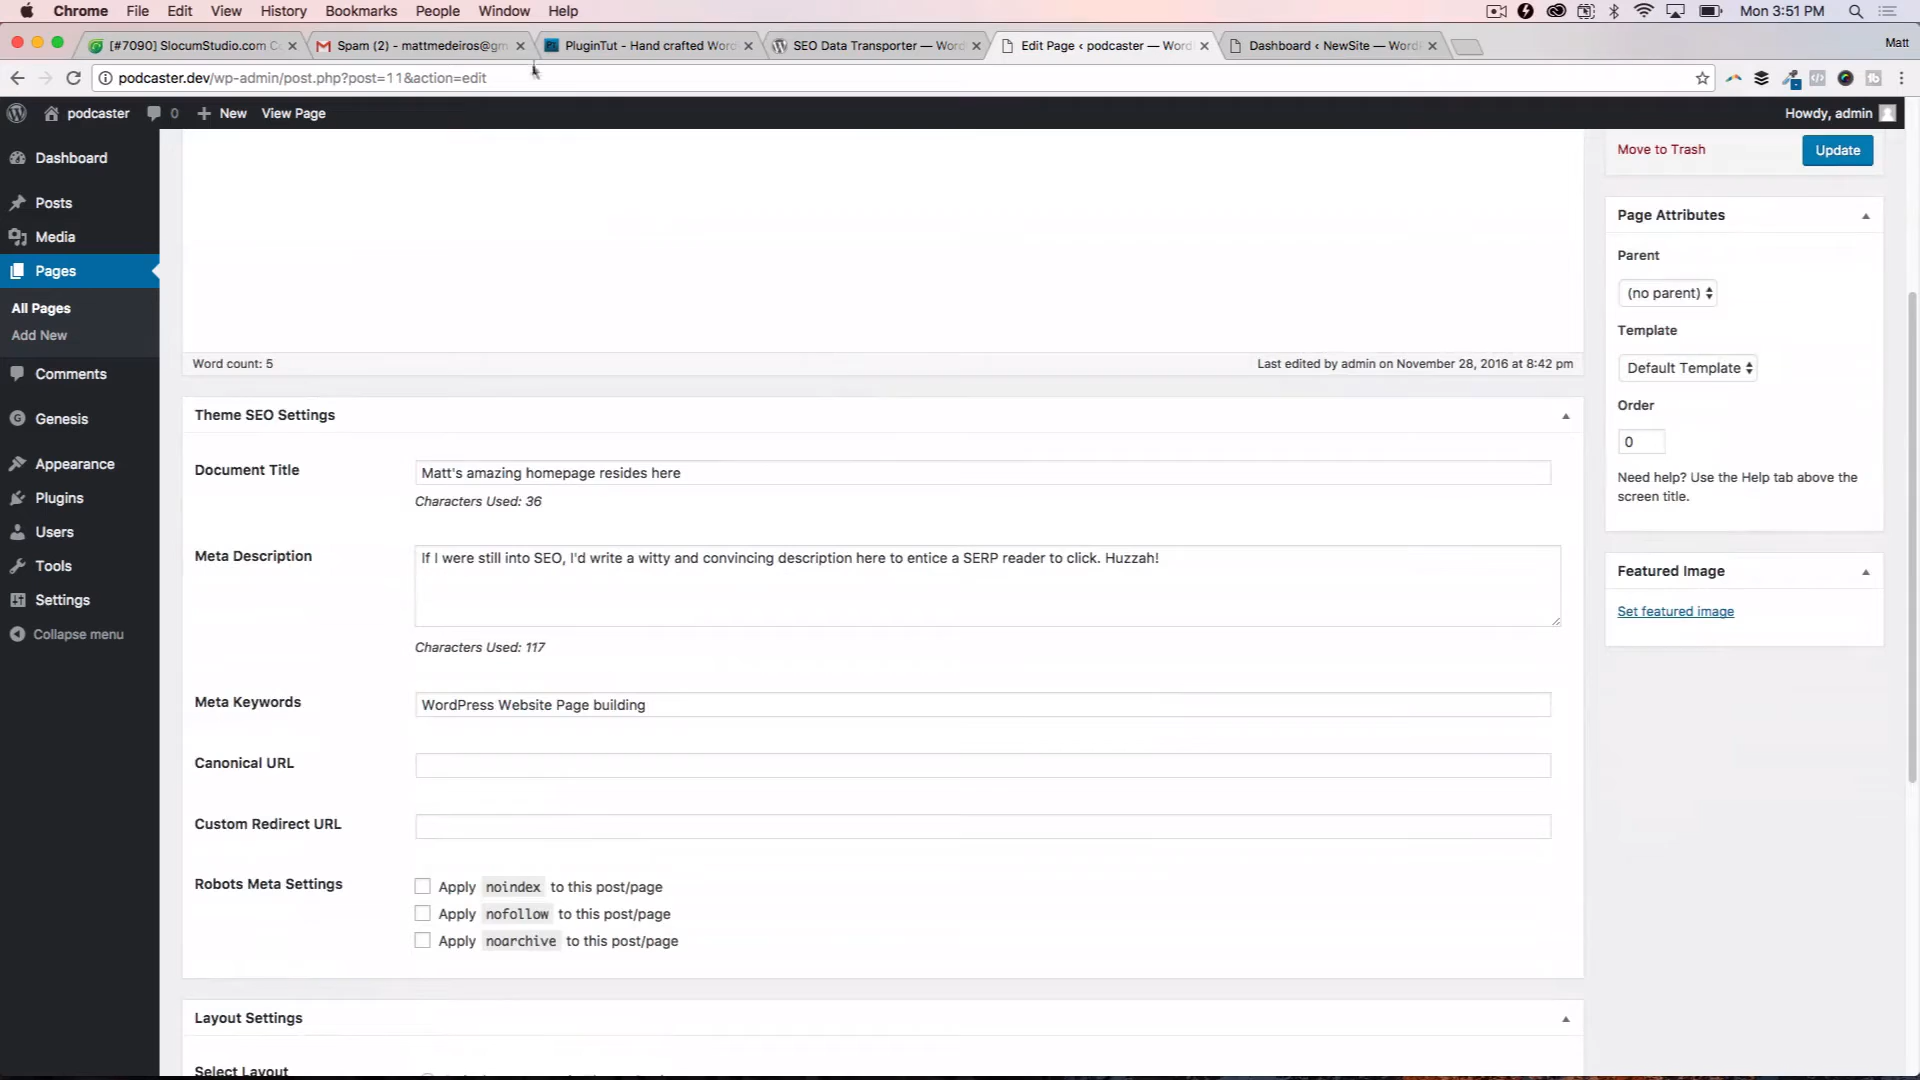 Chrome File Edit View History Bookmarks People Window Help Mon 3:51 PM
[#7090] SlocumStudio.com C Spam (2) - mattmedeiros@gm PluginTut - Hand crafted Word SEO Data Transporter — Word Edit Page ‹ podcaster — Word Dashboard ‹ NewSite — Word Matt
podcaster.dev/wp-admin/post.php?post=11&action=edit
podcaster 0 New View Page Howdy, admin
Dashboard
Posts
Media
Pages
All Pages
Add New
Comments
Genesis
Appearance
Plugins
Users
Tools
Settings
Collapse menu
Word count: 5 Last edited by admin on November 28, 2016 at 8:42 pm
Theme SEO Settings
Document Title Matt's amazing homepage resides here
Characters Used: 36
Meta Description If I were still into SEO, I'd write a witty and convincing description here to entice a SERP reader to click. Huzzah!
Characters Used: 117
Meta Keywords WordPress Website Page building
Canonical URL
Custom Redirect URL
Robots Meta Settings Apply noindex to this post/page
Apply nofollow to this post/page
Apply noarchive to this post/page
Layout Settings
Select Layout
Move to Trash Update
Page Attributes
Parent
(no parent)
Template
Default Template
Order
0
Need help? Use the Help tab above the
screen title.
Featured Image
Set featured image